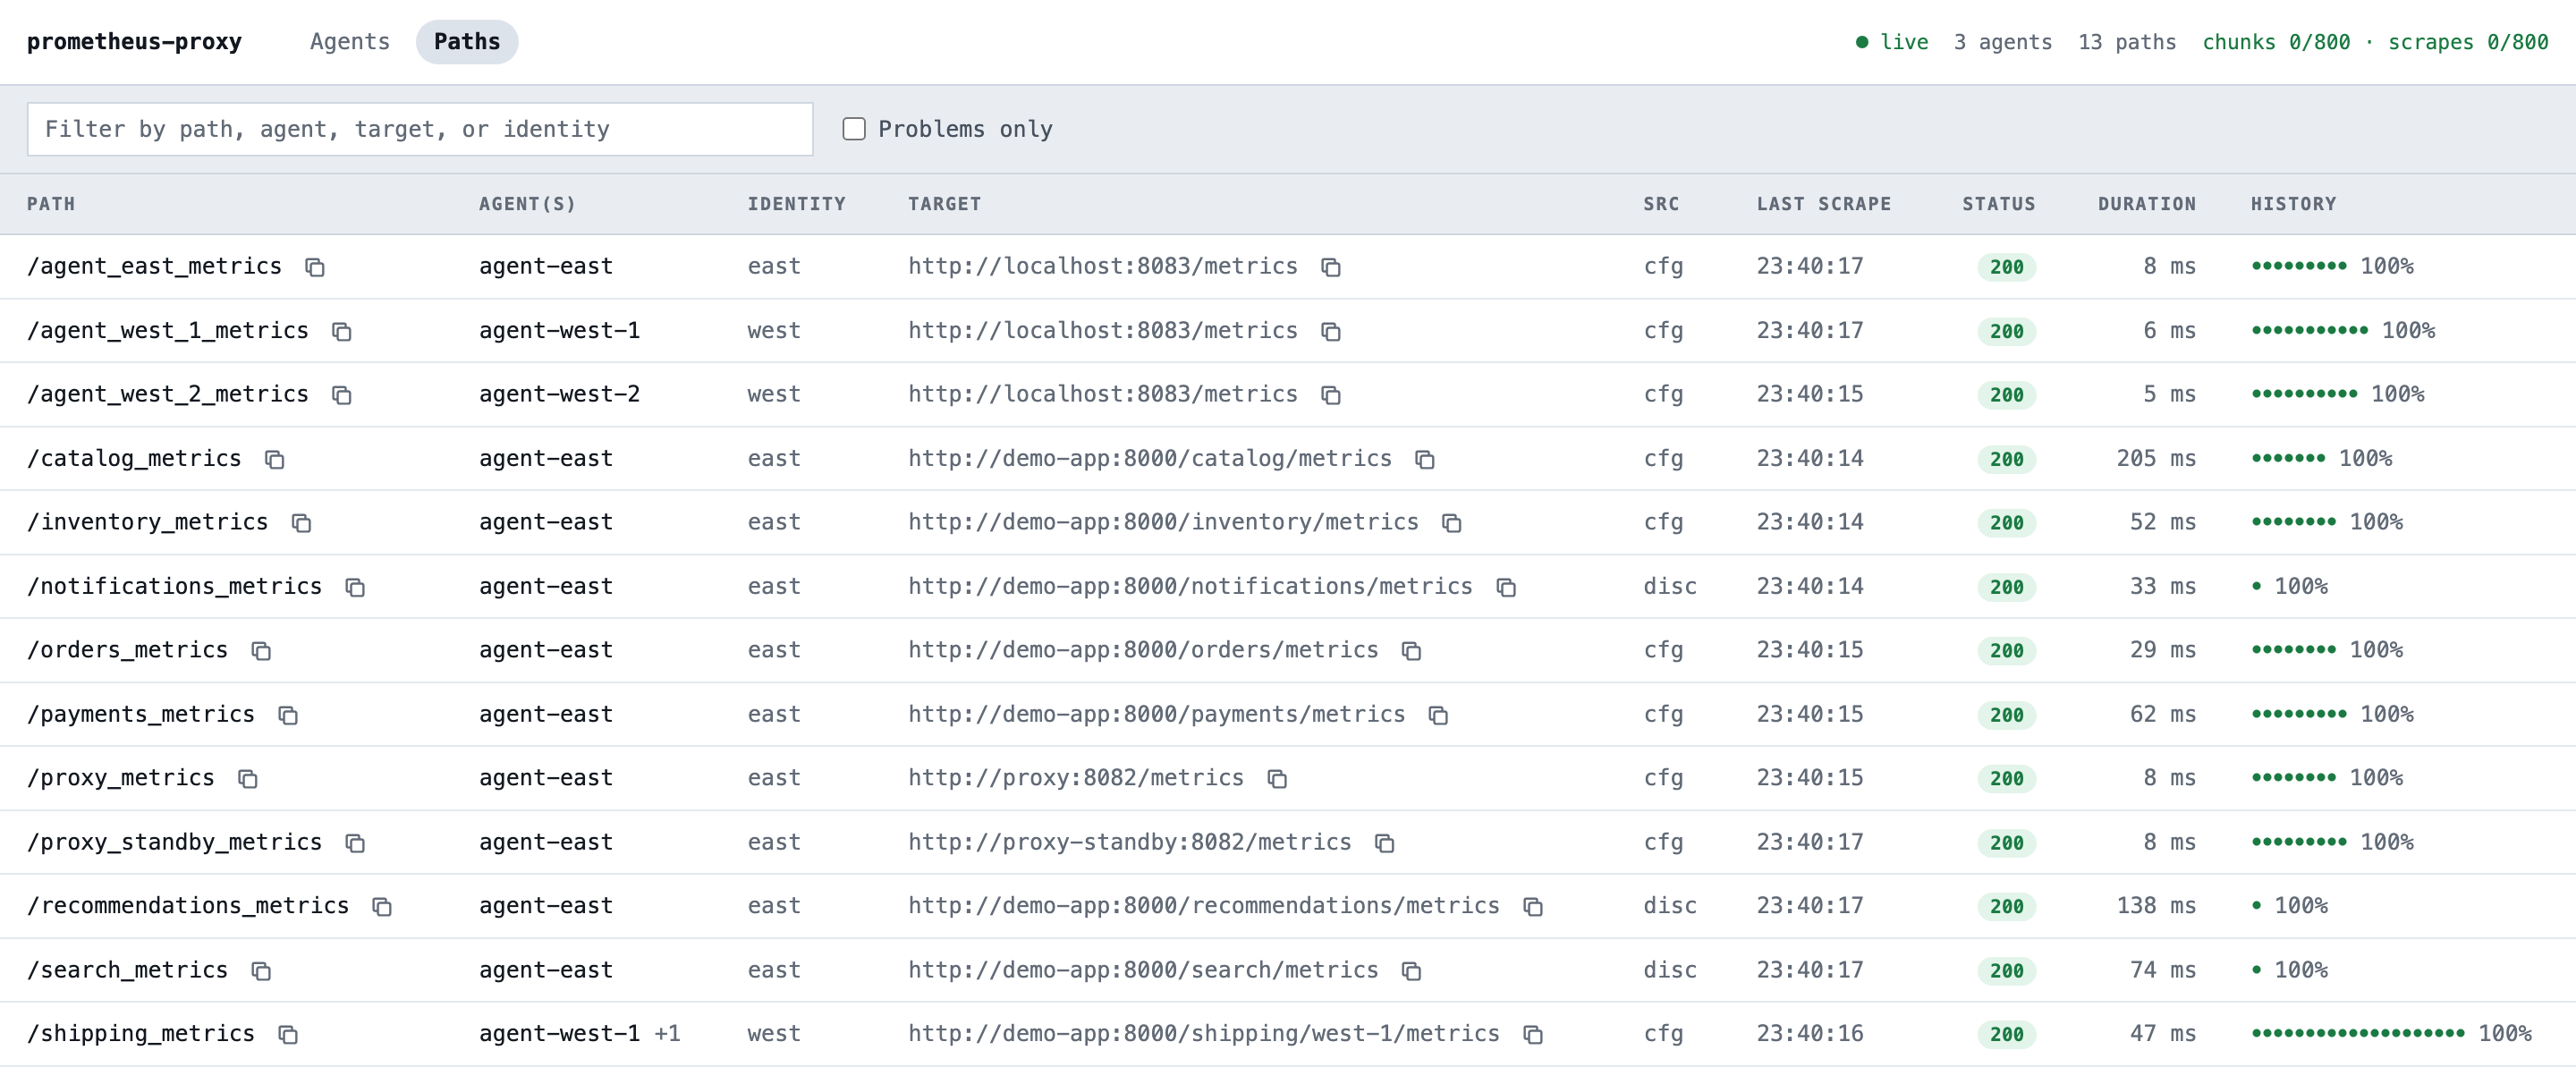 prometheus-proxy Agents Paths live 3 agents 13 paths chunks 0/800 · scrapes 0/800
Filter by path, agent, target, or identity Problems only
PATH AGENT(S) IDENTITY TARGET SRC LAST SCRAPE STATUS DURATION HISTORY
/agent_east_metrics agent-east east http://localhost:8083/metrics cfg 23:40:17 200 8 ms 100%
/agent_west_1_metrics agent-west-1 west http://localhost:8083/metrics cfg 23:40:17 200 6 ms 100%
/agent_west_2_metrics agent-west-2 west http://localhost:8083/metrics cfg 23:40:15 200 5 ms 100%
/catalog_metrics agent-east east http://demo-app:8000/catalog/metrics cfg 23:40:14 200 205 ms 100%
/inventory_metrics agent-east east http://demo-app:8000/inventory/metrics cfg 23:40:14 200 52 ms 100%
/notifications_metrics agent-east east http://demo-app:8000/notifications/metrics disc 23:40:14 200 33 ms 100%
/orders_metrics agent-east east http://demo-app:8000/orders/metrics cfg 23:40:15 200 29 ms 100%
/payments_metrics agent-east east http://demo-app:8000/payments/metrics cfg 23:40:15 200 62 ms 100%
/proxy_metrics agent-east east http://proxy:8082/metrics cfg 23:40:15 200 8 ms 100%
/proxy_standby_metrics agent-east east http://proxy-standby:8082/metrics cfg 23:40:17 200 8 ms 100%
/recommendations_metrics agent-east east http://demo-app:8000/recommendations/metrics disc 23:40:17 200 138 ms 100%
/search_metrics agent-east east http://demo-app:8000/search/metrics disc 23:40:17 200 74 ms 100%
/shipping_metrics agent-west-1 +1 west http://demo-app:8000/shipping/west-1/metrics cfg 23:40:16 200 47 ms 100%